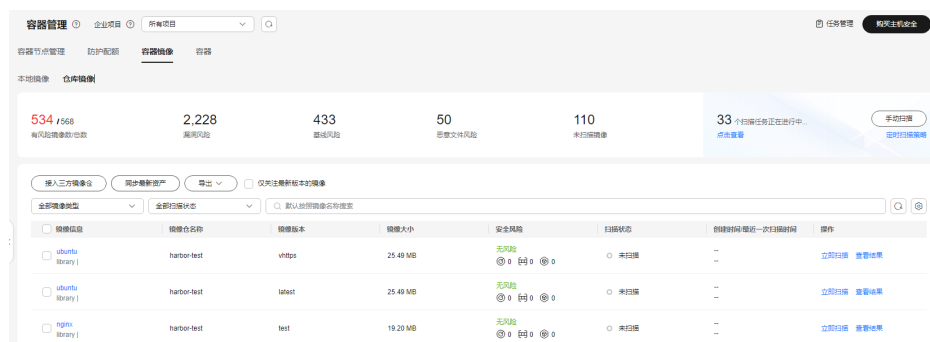 容器管理 企业项目 所有项目 任务管理 购买主机安全
容器节点管理 防护配额 容器镜像 容器
本地镜像 仓库镜像
534 / 568 2,228 433 50 110 33 个扫描任务正在进行中... 手动扫描
有风险镜像数/总数 漏洞风险 基线风险 恶意文件风险 未扫描镜像 点击查看 定时扫描策略
接入三方镜像仓 同步最新资产 导出 仅关注最新版本的镜像
全部镜像类型 全部扫描状态 默认按照镜像名称搜索
镜像信息 镜像仓名称 镜像版本 镜像大小 安全风险 扫描状态 创建时间/最近一次扫描时间 操作
ubuntu harbor-test vhttps 25.49 MB 无风险 未扫描 -- 立即扫描 查看结果
library | 0 0 0 --
ubuntu harbor-test latest 25.49 MB 无风险 未扫描 -- 立即扫描 查看结果
library | 0 0 0 --
nginx harbor-test test 19.20 MB 无风险 未扫描 -- 立即扫描 查看结果
library | 0 0 0 --